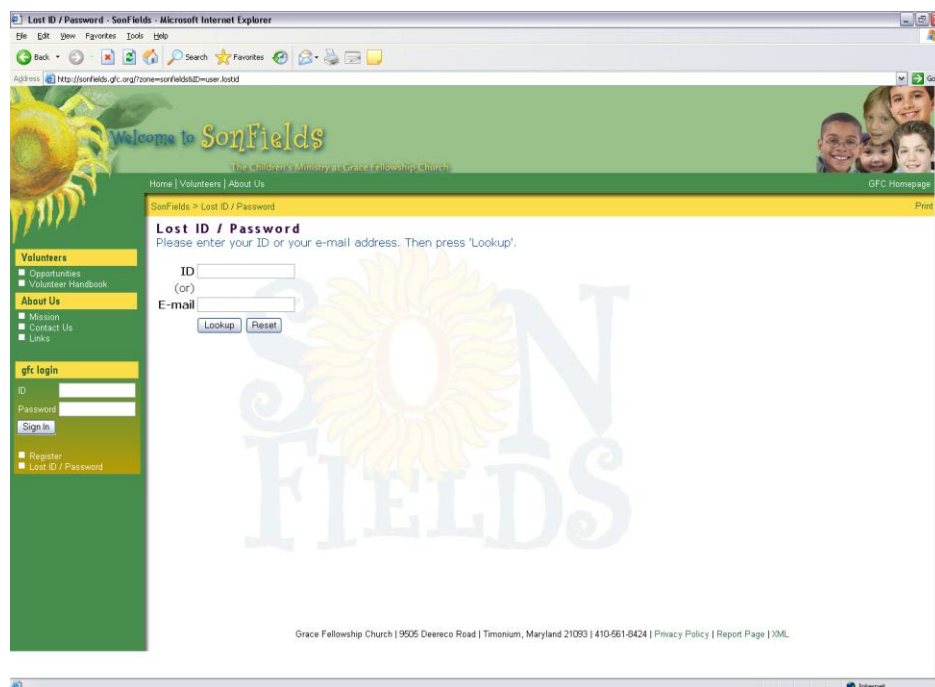 Lost ID / Password - SonFields - Microsoft Internet Explorer
File Edit View Favorites Tools Help
Back Search Favorites
Address http://sonfields.gfc.org/?zone=sonfields&ID=user.lostid Go
Welcome to SonFields
The Children's Ministry at Grace Fellowship Church
Home | Volunteers | About Us GFC Homepage
SonFields > Lost ID / Password Print
Lost ID / Password
Please enter your ID or your e-mail address. Then press 'Lookup'.
ID
(or)
E-mail
Lookup Reset
Volunteers
Opportunities
Volunteer Handbook
About Us
Mission
Contact Us
Links
gfc login
ID
Password
Sign In
Register
Lost ID / Password
SON
FIELDS
Grace Fellowship Church | 9505 Deereco Road | Timonium, Maryland 21093 | 410-561-8424 | Privacy Policy | Report Page | XML
Internet